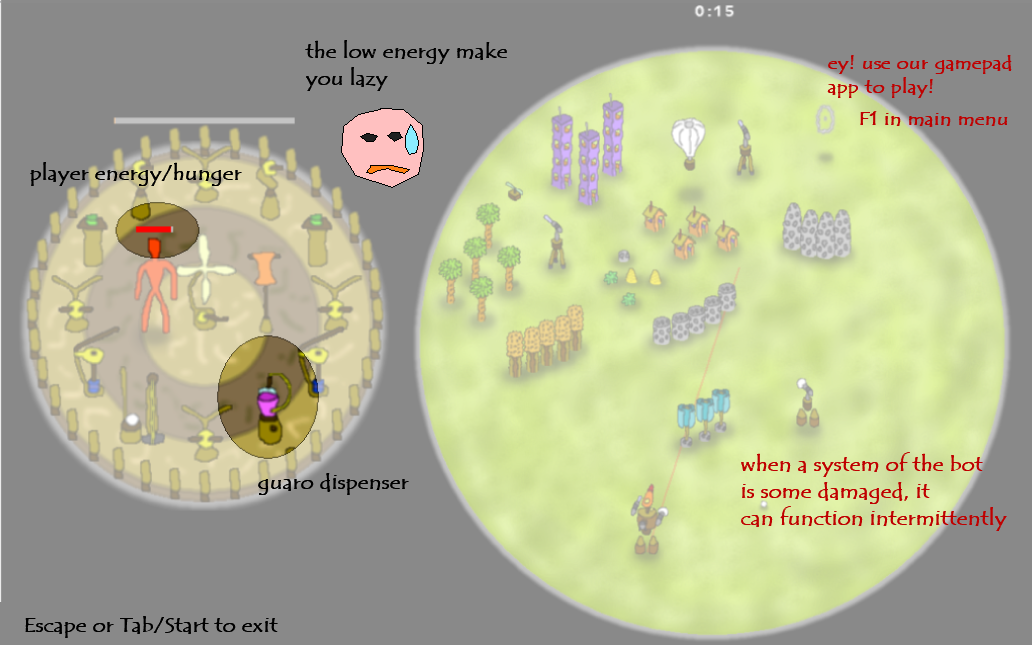 0:15
the low energy make
you lazy
ey! use our gamepad
app to play!
F1 in main menu
player energy/hunger
guaro dispenser
when a system of the bot
is some damaged, it
can function intermittently
Escape or Tab/Start to exit